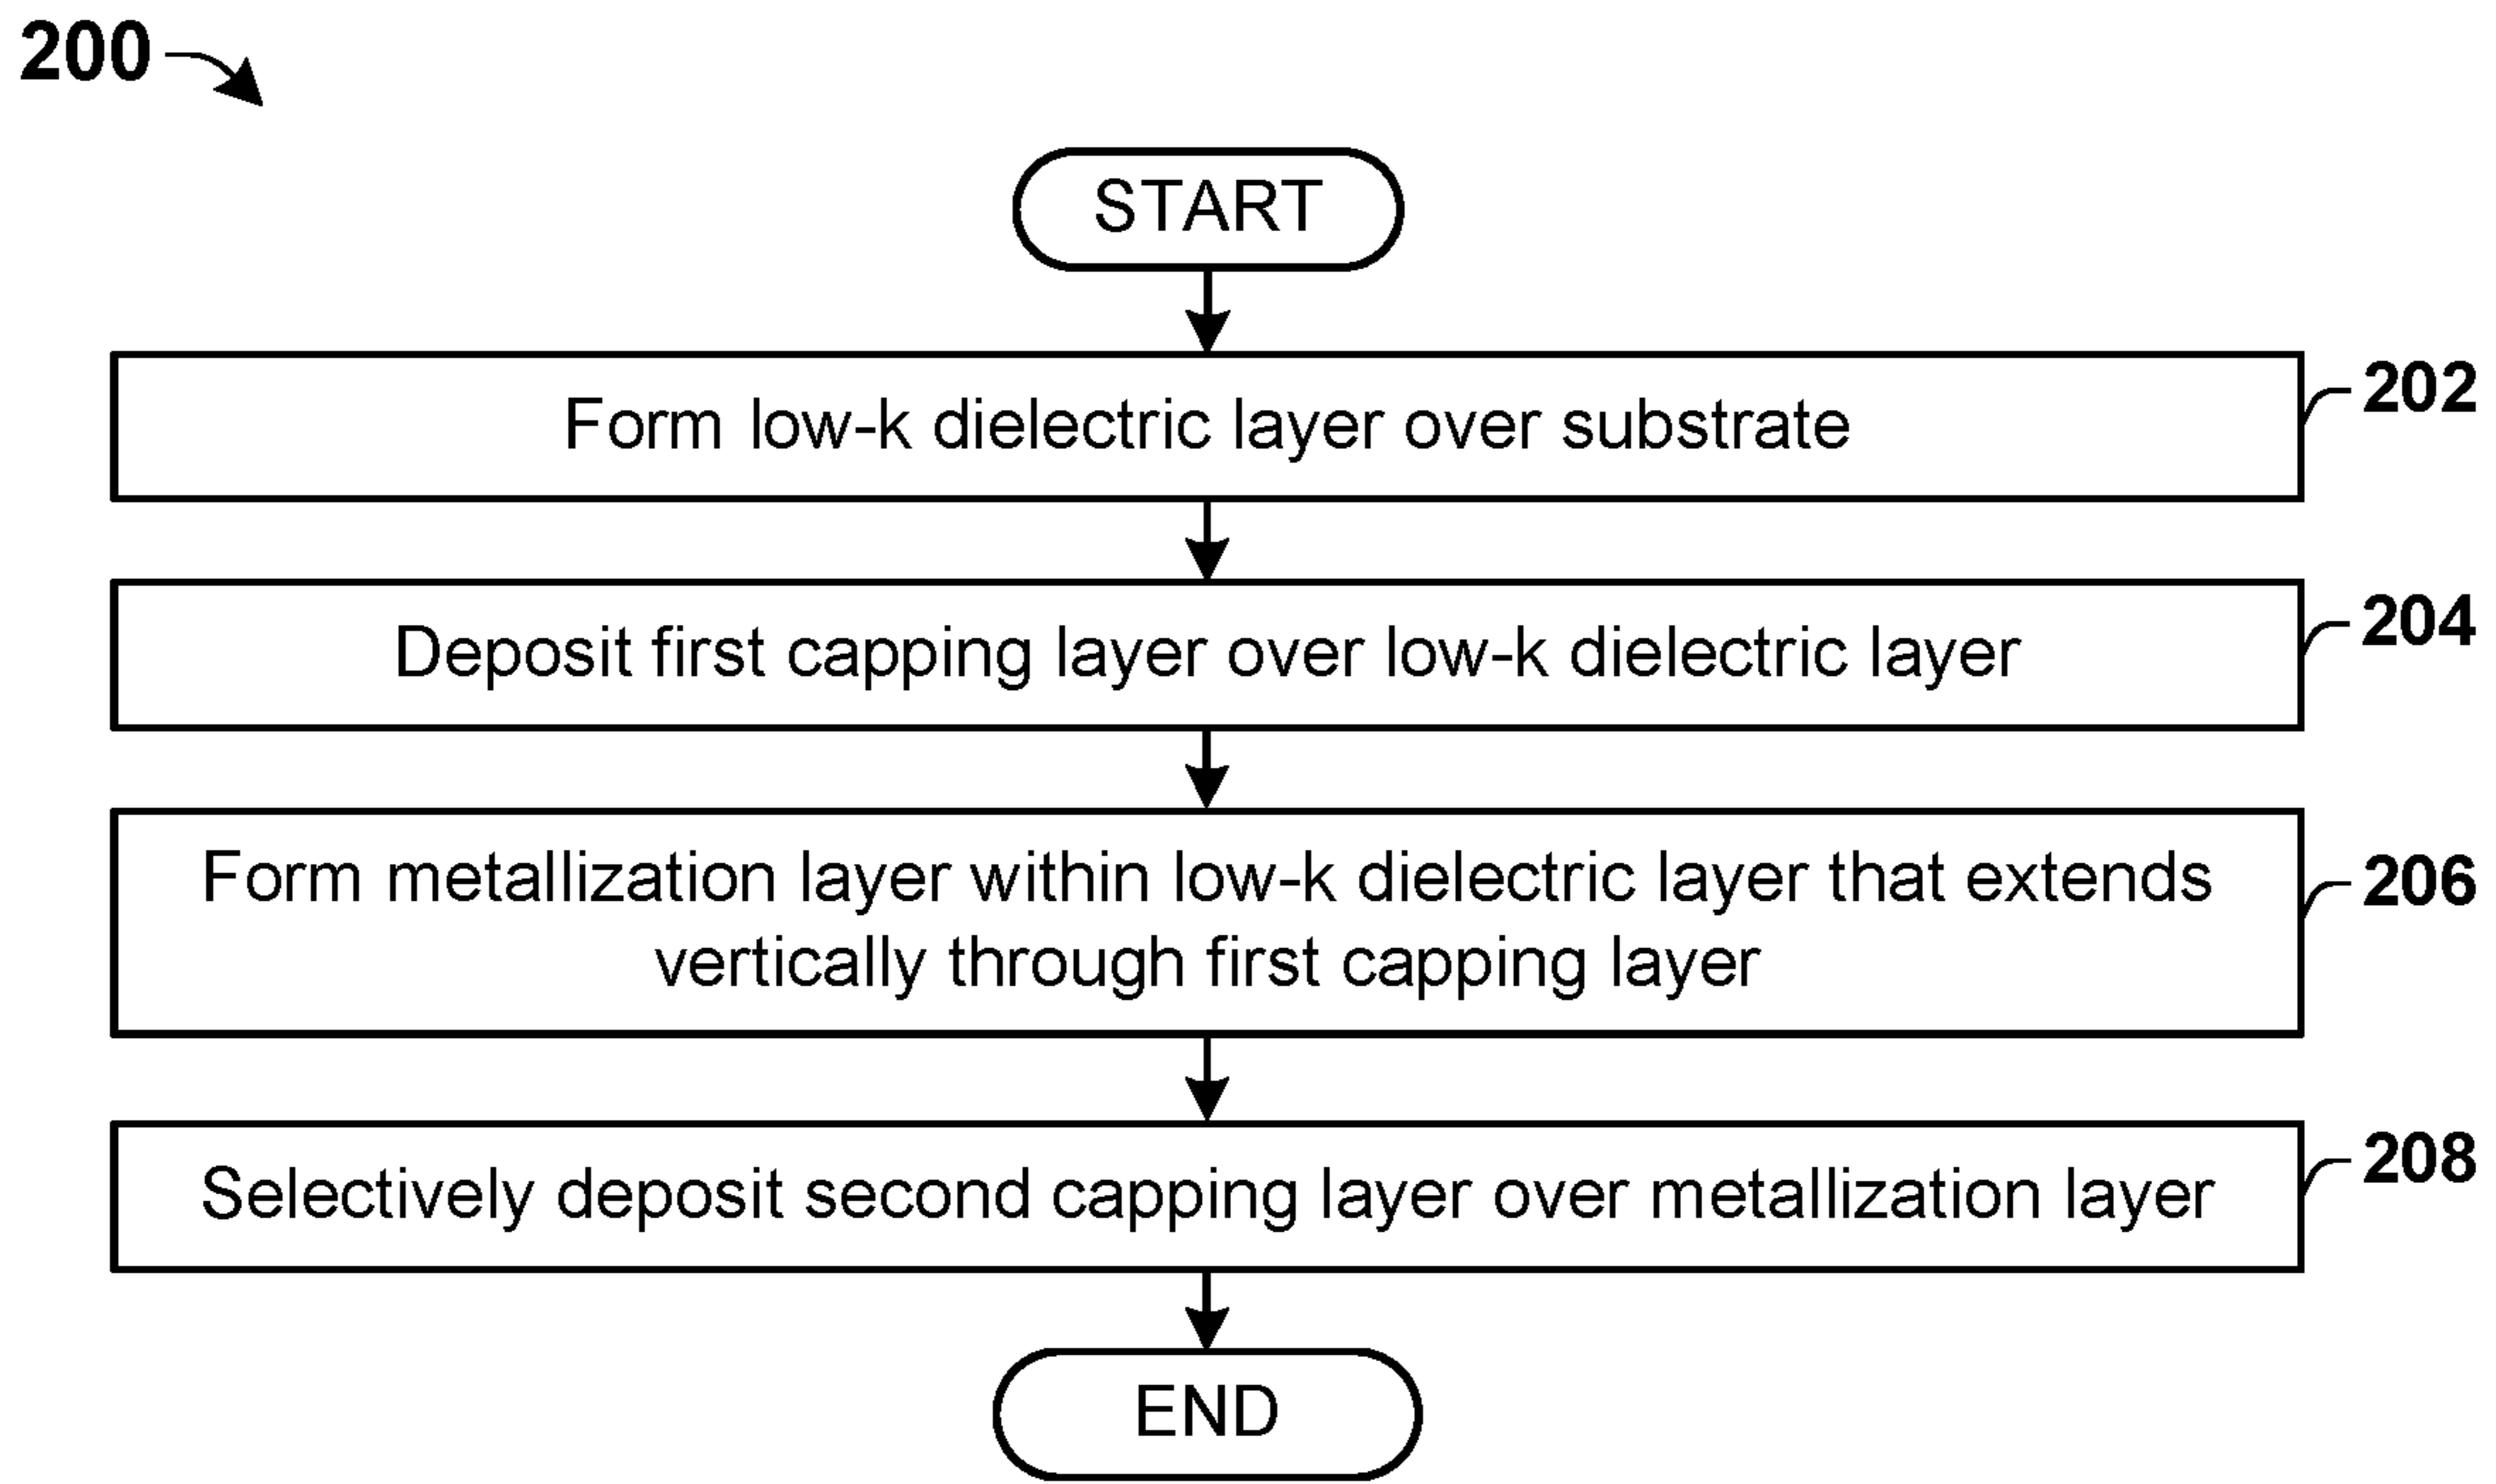 200
START
Form low-k dielectric layer over substrate
202
Deposit first capping layer over low-k dielectric layer
204
Form metallization layer within low-k dielectric layer that extends
vertically through first capping layer
206
Selectively deposit second capping layer over metallization layer
208
END